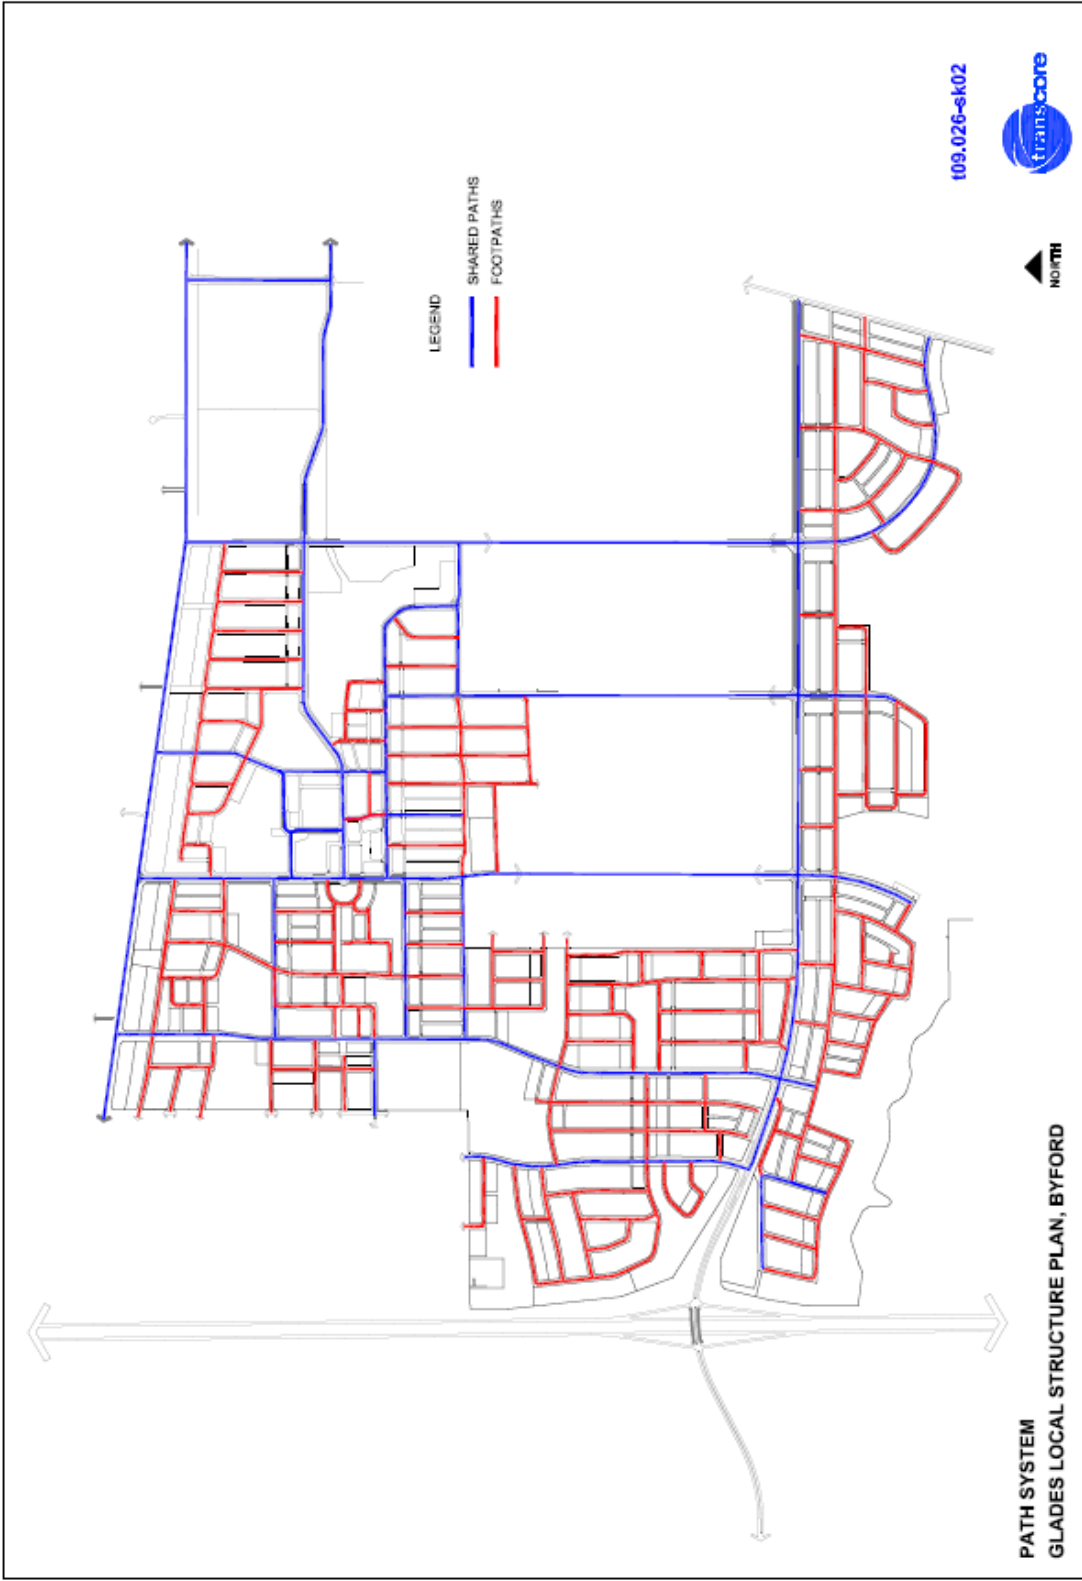 LEGEND
SHARED PATHS
FOOTPATHS
t09.026-sk02
transcore
NORTH
PATH SYSTEM
GLADES LOCAL STRUCTURE PLAN, BYFORD